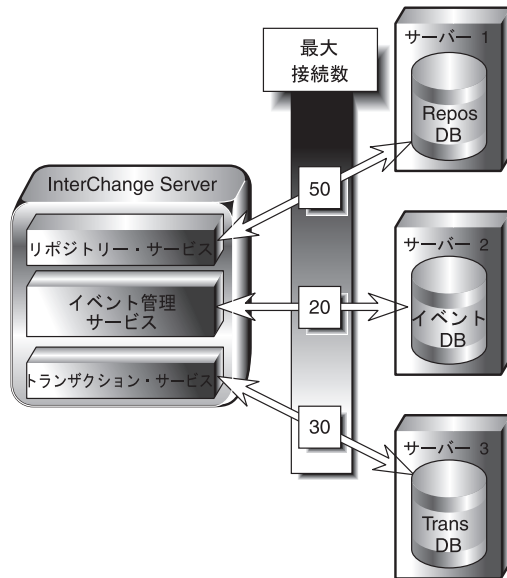 最大
接続数
サーバー 1
Repos
DB
50
InterChange Server
リポジトリー・サービス
イベント管理
サービス
トランザクション・サービス
20
サーバー 2
イベント
DB
30
サーバー 3
Trans
DB